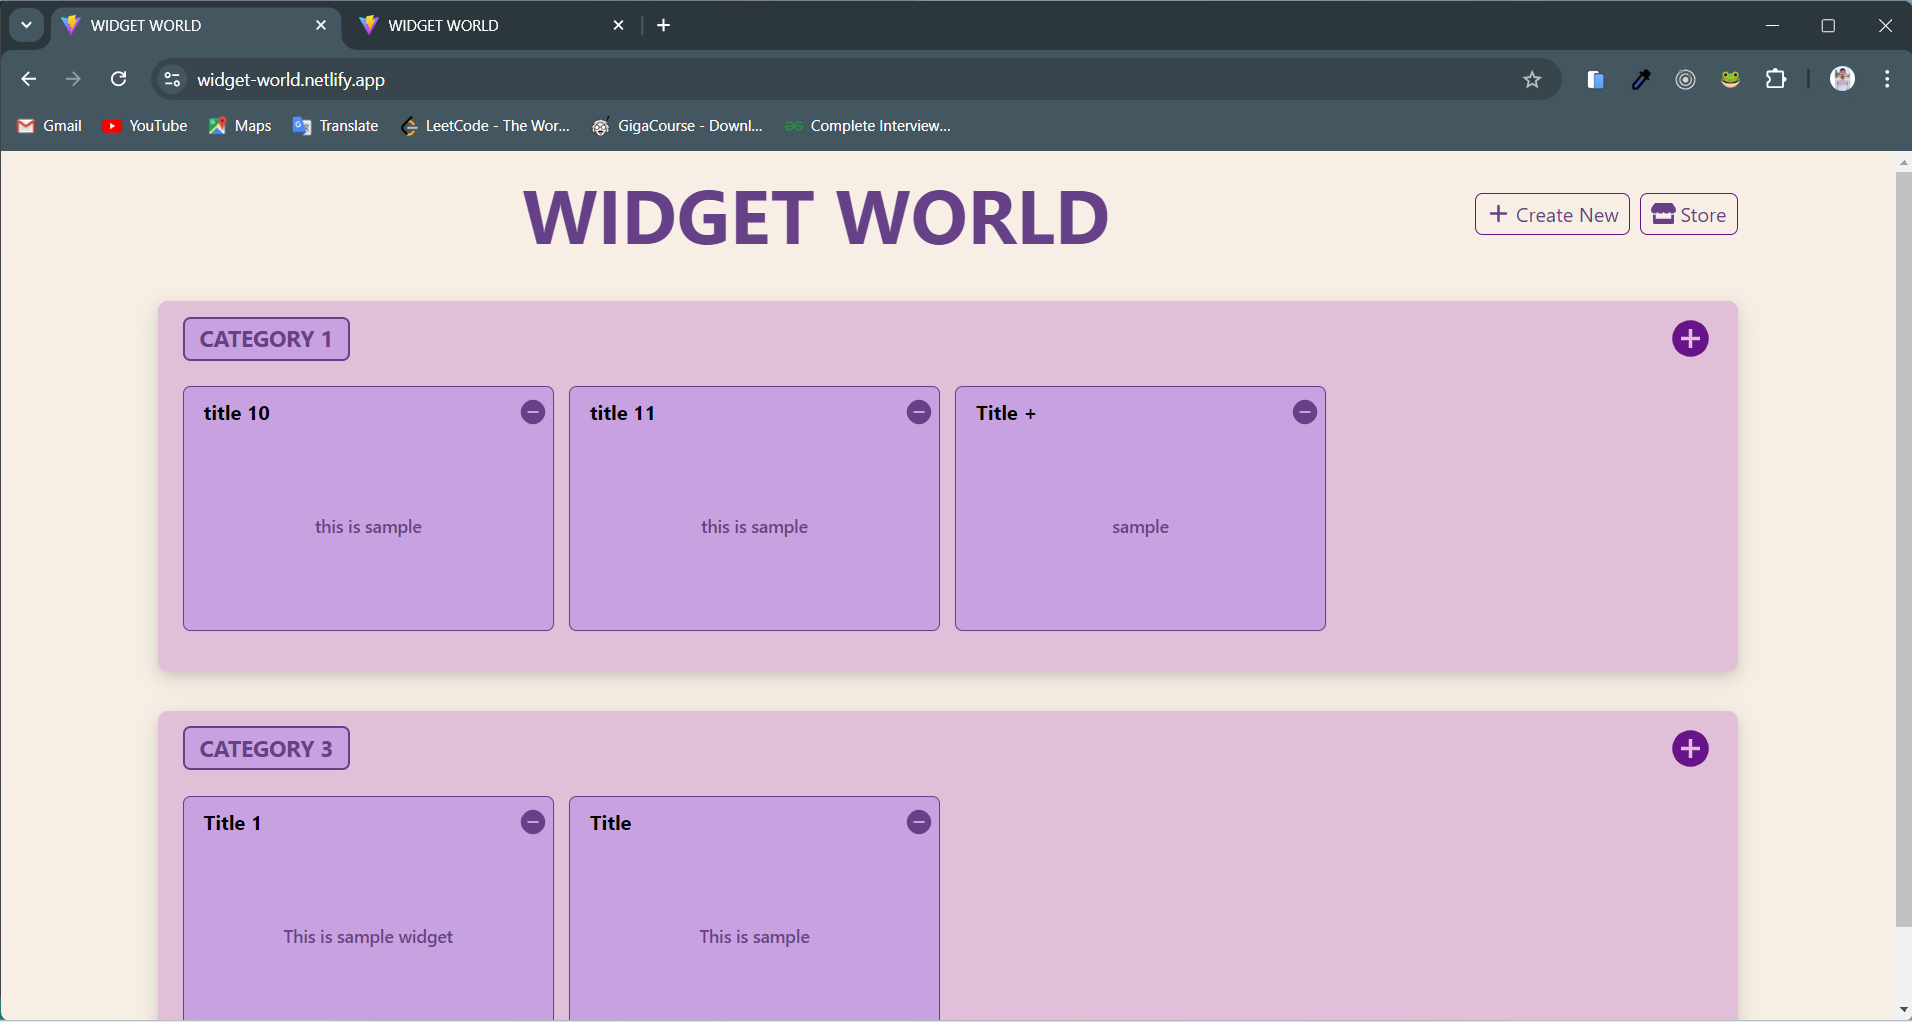 WIDGET WORLD
WIDGET WORLD
widget-world.netlify.app
Gmail
YouTube
Maps
Translate
LeetCode - The Wor...
GigaCourse - Downl...
Complete Interview...
WIDGET WORLD
+ Create New
Store
CATEGORY 1
title 10
title 11
Title +
this is sample
this is sample
sample
CATEGORY 3
Title 1
Title
This is sample widget
This is sample